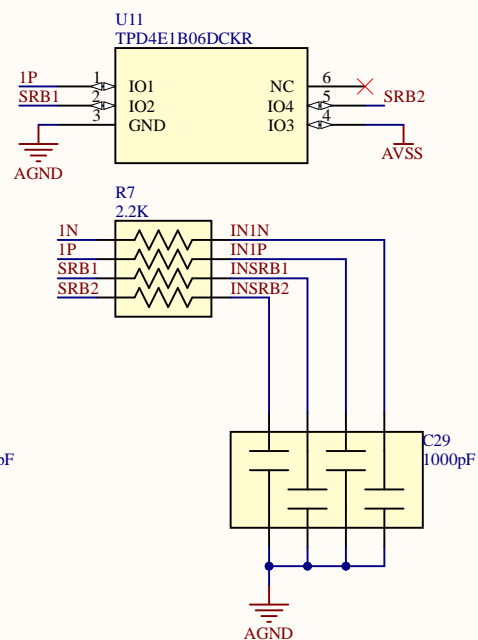 U11
TPD4E1B06DCKR
1P 1 IO1 NC 6
SRB1 2 IO2 IO4 5 SRB2
3 GND IO3 4
AGND AVSS
R7
2.2K
1N IN1N
1P IN1P
SRB1 INSRB1
SRB2 INSRB2
C29
pF 1000pF
AGND